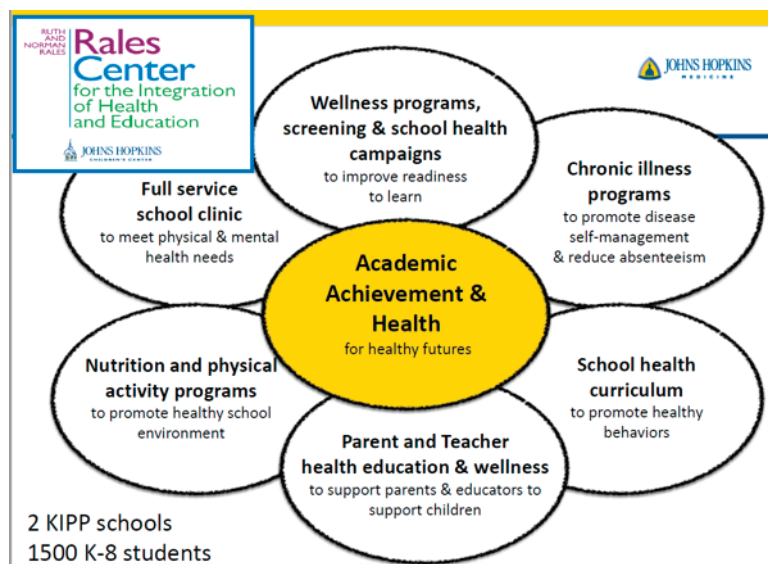 RUTH
AND
NORMAN
RALES
Rales
Center
for the Integration
of Health
and Education
JOHNS HOPKINS
CHILDREN'S CENTER
JOHNS HOPKINS
MEDICINE
Wellness programs,
screening & school health
campaigns
to improve readiness
to learn
Full service
school clinic
to meet physical & mental
health needs
Chronic illness
programs
to promote disease
self-management
& reduce absenteeism
Academic
Achievement &
Health
for healthy futures
Nutrition and physical
activity programs
to promote healthy school
environment
School health
curriculum
to promote healthy
behaviors
Parent and Teacher
health education & wellness
to support parents & educators to
support children
2 KIPP schools
1500 K-8 students